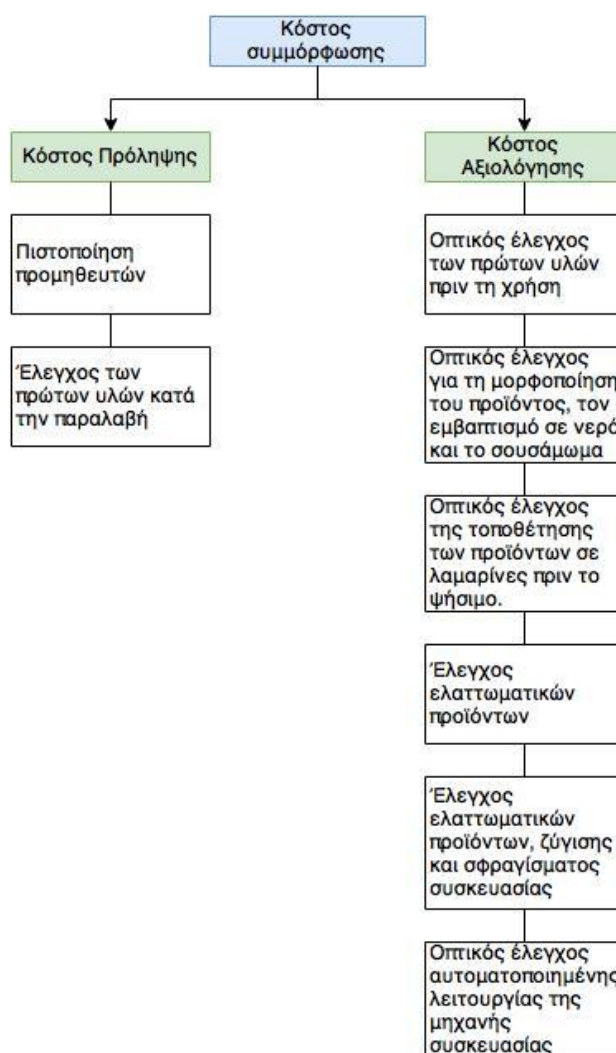 Κόστος
συμμόρφωσης
Κόστος Πρόληψης
Πιστοποίηση
προμηθευτών
Έλεγχος των
πρώτων υλών κατά
την παραλαβή
Κόστος
Αξιολόγησης
Οπτικός έλεγχος
των πρώτων υλών
πριν τη χρήση
Οπτικός έλεγχος
για τη μορφοποίηση
του προϊόντος, τον
εμβαπτισμό σε νερό
και το σουσάμωμα
Οπτικός έλεγχος
της τοποθέτησης
των προϊόντων σε
λαμαρίνες πριν το
ψήσιμο.
Έλεγχος
ελαττωματικών
προϊόντων
Έλεγχος
ελαττωματικών
προϊόντων, ζύγισης
και σφραγίσματος
συσκευασίας
Οπτικός έλεγχος
αυτοματοποιημένης
λειτουργίας της
μηχανής
συσκευασίας